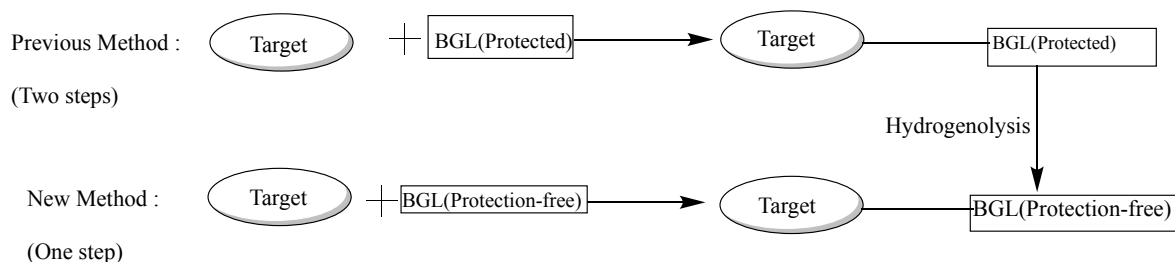 Previous Method :
(Two steps)
Target
BGL(Protected)
Target
BGL(Protected)
Hydrogenolysis
New Method :
(One step)
Target
BGL(Protection-free)
Target
BGL(Protection-free)